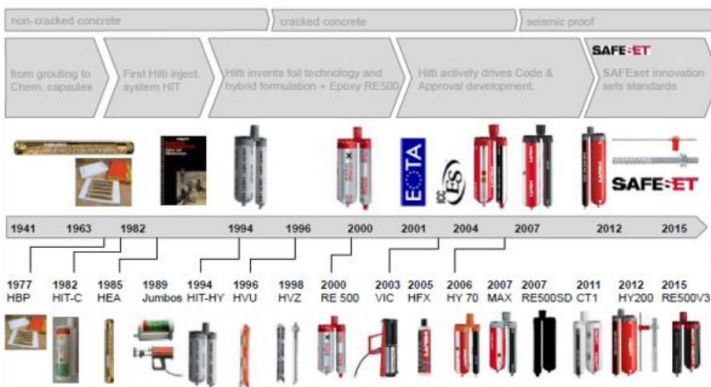 non-cracked concrete
cracked concrete
seismic proof
from grouting to
Chem. capsules
First Hilti inject.
system HIT
Hilti invents foil technology and
hybrid formulation + Epoxy RE500
Hilti actively drives Code &
Approval development.
SAFESET
SAFEset innovation
sets standards
EOTA
ICC
ES
SAFESET
1941 1963 1982 1994 1996 2000 2001 2004 2007 2012 2015
1977
HBP
1982
HIT-C
1985
HEA
1989
Jumbos
1994
HIT-HY
1996
HVU
1998
HVZ
2000
RE 500
2003
VIC
2005
HFX
2006
HY 70
2007
MAX
2007
RE500SD
2011
CT1
2012
HY200
2015
RE500V3